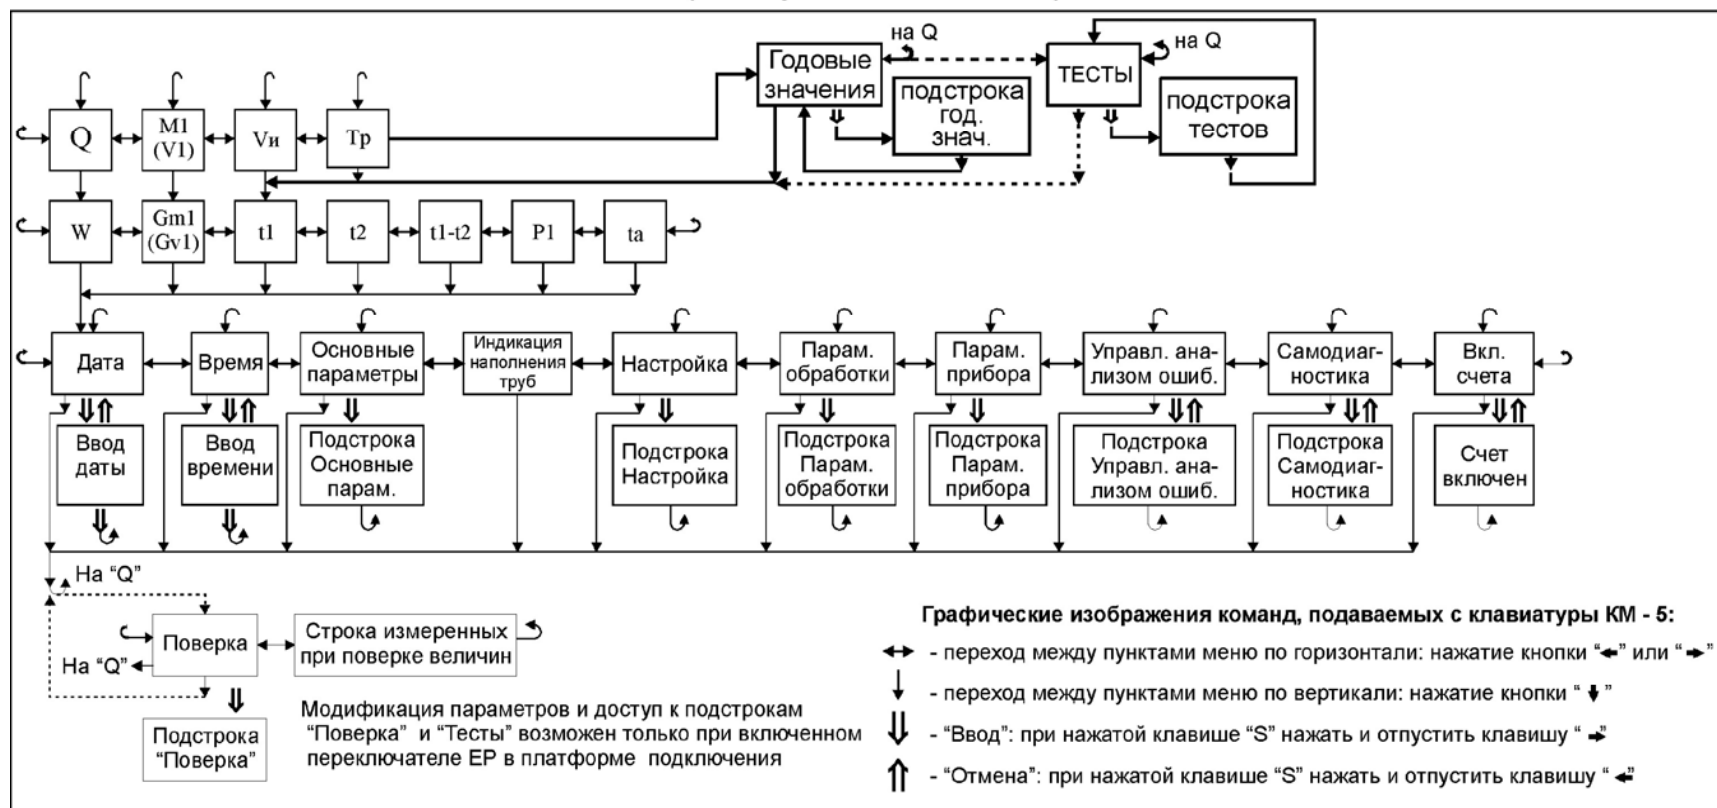 на Q
на Q
Годовые
значения
ТЕСТЫ
подстрока
год.
знач.
подстрока
тестов
Q
М1
(V1)
Vи
Тр
W
Gm1
(Gv1)
t1
t2
t1-t2
P1
ta
Дата
Время
Основные
параметры
Индикация
наполнения
труб
Настройка
Парам.
обработки
Парам.
прибора
Управл. ана-
лизом ошиб.
Самодиаг-
ностика
Вкл.
счета
Ввод
даты
Ввод
времени
Подстрока
Основные
парам.
Подстрока
Настройка
Подстрока
Парам.
обработки
Подстрока
Парам.
прибора
Подстрока
Управл. ана-
лизом ошиб.
Подстрока
Самодиаг-
ностика
Счет
включен
На “Q”
Поверка
Строка измеренных
при поверке величин
На “Q”
Подстрока
“Поверка”
Модификация параметров и доступ к подстрокам
“Поверка” и “Тесты” возможен только при включенном
переключателе ЕР в платформе подключения
Графические изображения команд, подаваемых с клавиатуры КМ - 5:
↔ - переход между пунктами меню по горизонтали: нажатие кнопки “←” или “→”
↓ - переход между пунктами меню по вертикали: нажатие кнопки “↓”
⇓ - “Ввод”: при нажатой клавише “S” нажать и отпустить клавишу “→”
⇑ - “Отмена”: при нажатой клавише “S” нажать и отпустить клавишу “←”